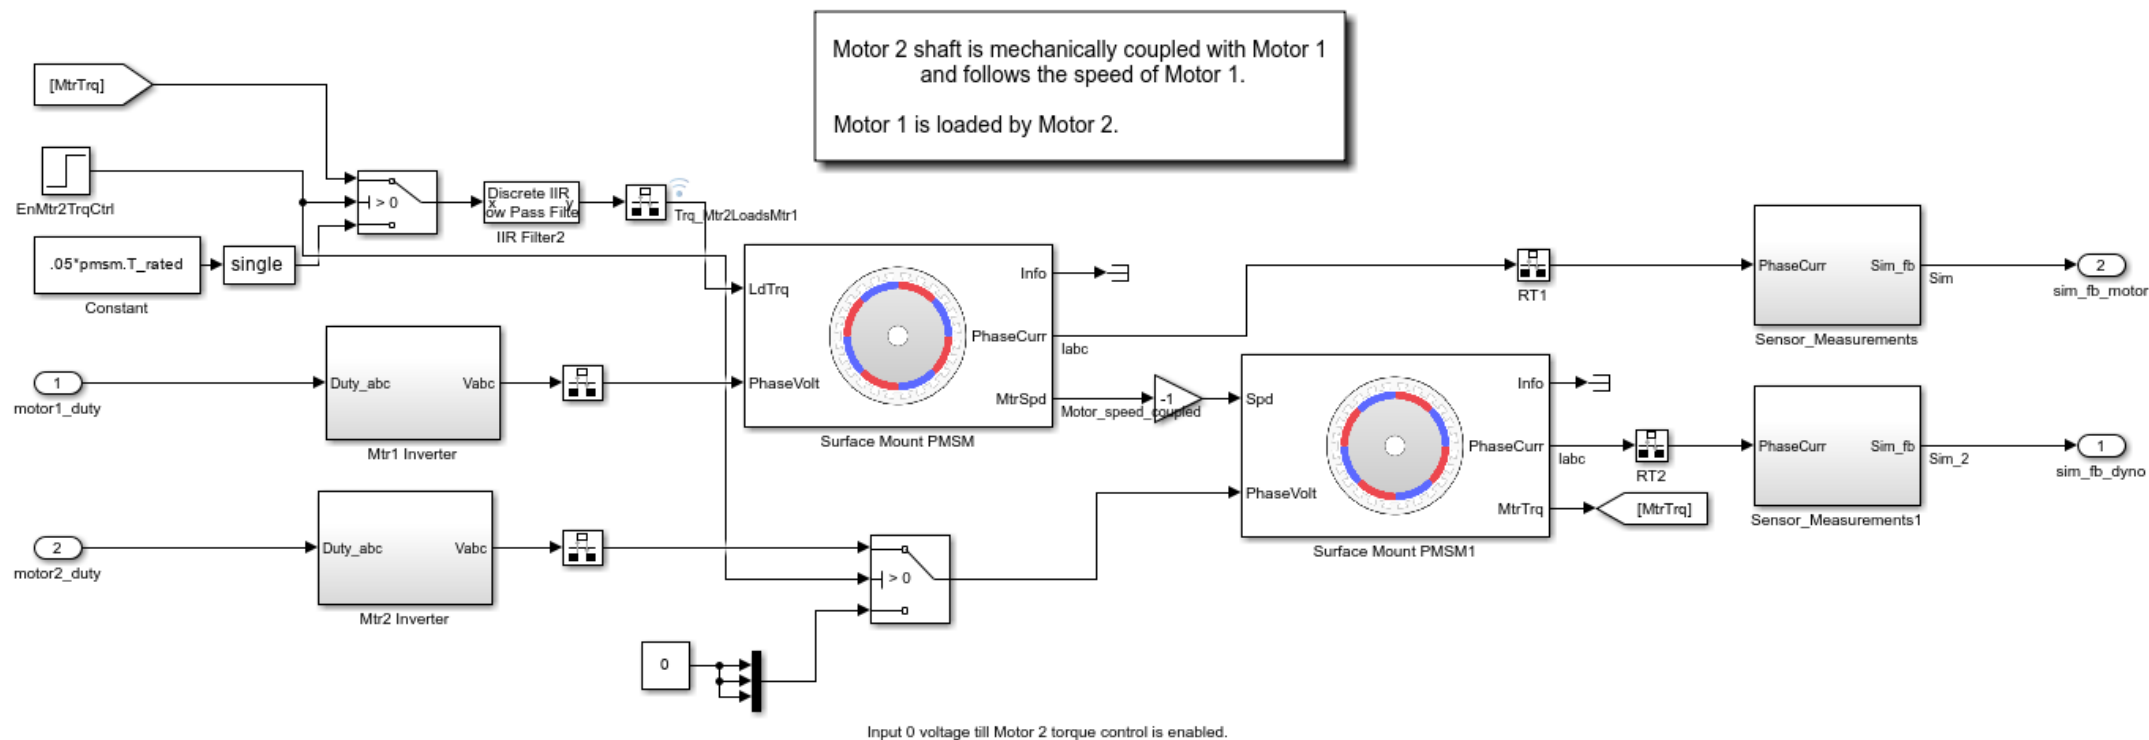 Motor 2 shaft is mechanically coupled with Motor 1
and follows the speed of Motor 1.
Motor 1 is loaded by Motor 2.
[MtrTrq]
EnMtr2TrqCtrl
> 0
Discrete IIR
ow Pass Filte
x
y
IIR Filter2
Trq_Mtr2LoadsMtr1
.05*pmsm.T_rated
Constant
single
LdTrq
PhaseVolt
Info
PhaseCurr
MtrSpd
Surface Mount PMSM
Iabc
Motor_speed_coupled
-1
RT1
PhaseCurr
Sim_fb
Sensor_Measurements
Sim
2
sim_fb_motor
1
motor1_duty
Duty_abc
Vabc
Mtr1 Inverter
Spd
PhaseVolt
Info
PhaseCurr
MtrTrq
Surface Mount PMSM1
Iabc
RT2
[MtrTrq]
PhaseCurr
Sim_fb
Sensor_Measurements1
Sim_2
1
sim_fb_dyno
2
motor2_duty
Duty_abc
Vabc
Mtr2 Inverter
> 0
0
Input 0 voltage till Motor 2 torque control is enabled.